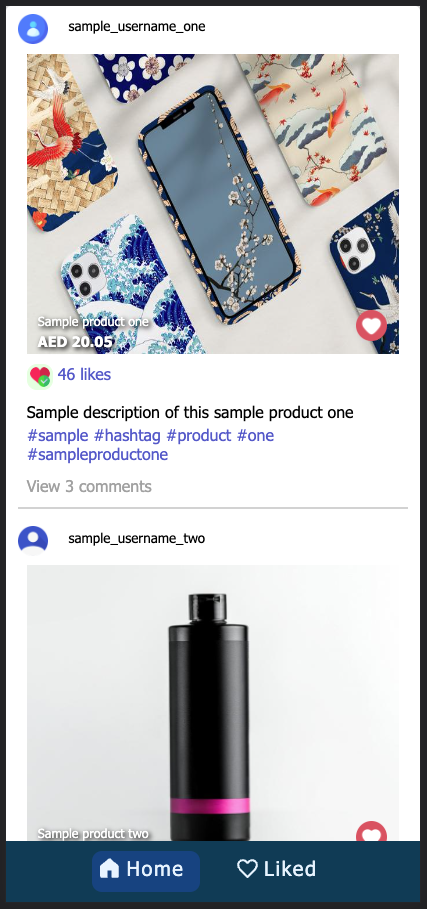 sample_username_one
Sample product one
AED 20.05
46 likes
Sample description of this sample product one
#sample #hashtag #product #one
#sampleproductone
View 3 comments
sample_username_two
Sample product two
Home
Liked